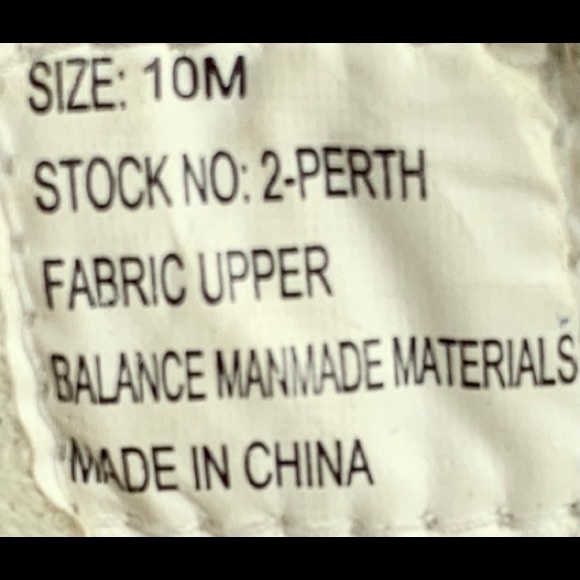 SIZE: 10M
STOCK NO: 2-PERTH
FABRIC UPPER
BALANCE MANMADE MATERIALS
MADE IN CHINA